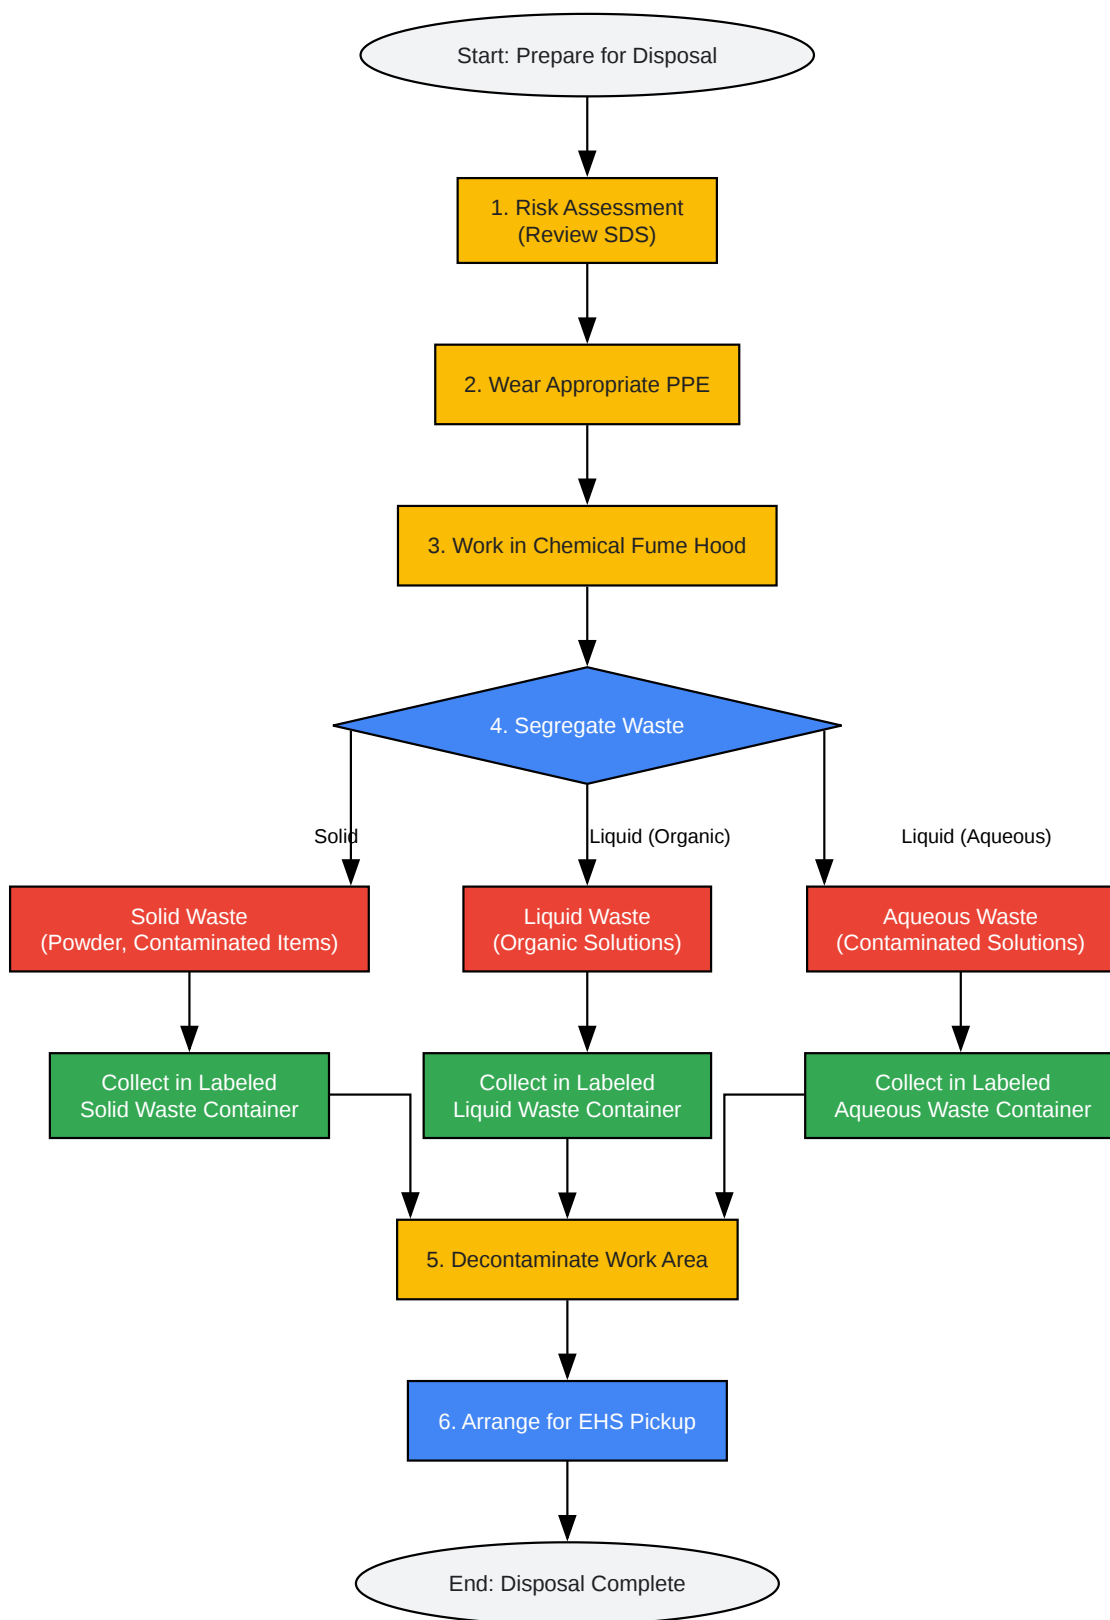 Start: Prepare for Disposal
1. Risk Assessment
(Review SDS)
2. Wear Appropriate PPE
3. Work in Chemical Fume Hood
4. Segregate Waste
Solid
Liquid (Organic)
Liquid (Aqueous)
Solid Waste
(Powder, Contaminated Items)
Liquid Waste
(Organic Solutions)
Aqueous Waste
(Contaminated Solutions)
Collect in Labeled
Solid Waste Container
Collect in Labeled
Liquid Waste Container
Collect in Labeled
Aqueous Waste Container
5. Decontaminate Work Area
6. Arrange for EHS Pickup
End: Disposal Complete